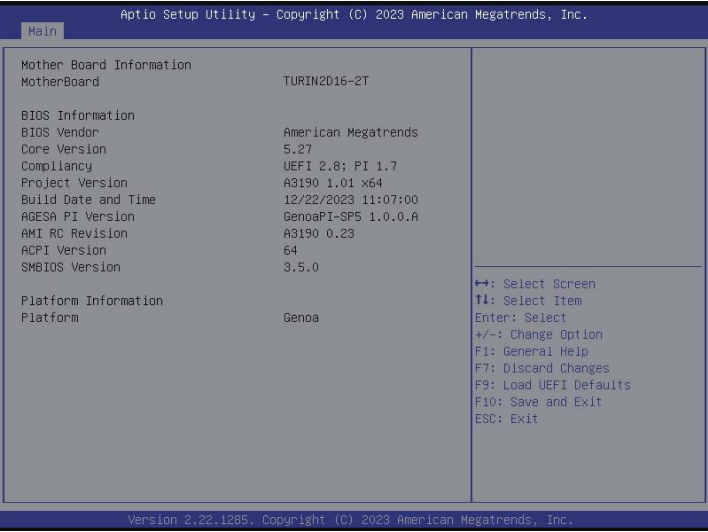 Aptio Setup Utility – Copyright (C) 2023 American Megatrends, Inc.
Main
Mother Board Information
MotherBoard TURIN2D16-2T
BIOS Information
BIOS Vendor American Megatrends
Core Version 5.27
Compliancy UEFI 2.8; PI 1.7
Project Version A3190 1.01 x64
Build Date and Time 12/22/2023 11:07:00
AGESA PI Version GenoaPI-SP5 1.0.0.A
AMI RC Revision A3190 0.23
ACPI Version 64
SMBIOS Version 3.5.0
Platform Information
Platform Genoa
↔: Select Screen
↑↓: Select Item
Enter: Select
+/-: Change Option
F1: General Help
F7: Discard Changes
F9: Load UEFI Defaults
F10: Save and Exit
ESC: Exit
Version 2.22.1285. Copyright (C) 2023 American Megatrends, Inc.